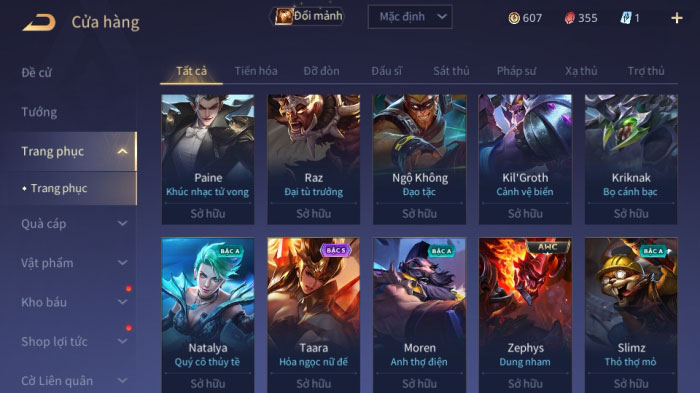 Cửa hàng
Đổi mảnh
Mặc định
607
355
1
Đề cử
Tướng
Trang phục
Trang phục
Quà cáp
Vật phẩm
Kho báu
Shop lợi tức
Cờ Liên quân
Tất cả Tiến hóa Đỡ đòn Đấu sĩ Sát thủ Pháp sư Xạ thủ Trợ thủ
Paine
Khúc nhạc tử vong
Sở hữu
Raz
Đại tù trưởng
Sở hữu
Ngộ Không
Đạo tặc
Sở hữu
Kil'Groth
Cảnh vệ biển
Sở hữu
Kriknak
Bọ cánh bạc
Sở hữu
BẬC A
Natalya
Quý cô thủy tề
Sở hữu
BẬC S
Taara
Hỏa ngọc nữ đế
Sở hữu
BẬC A
Moren
Anh thợ điện
Sở hữu
AWC
Zephys
Dung nham
Sở hữu
BẬC A
Slimz
Thỏ thợ mỏ
Sở hữu